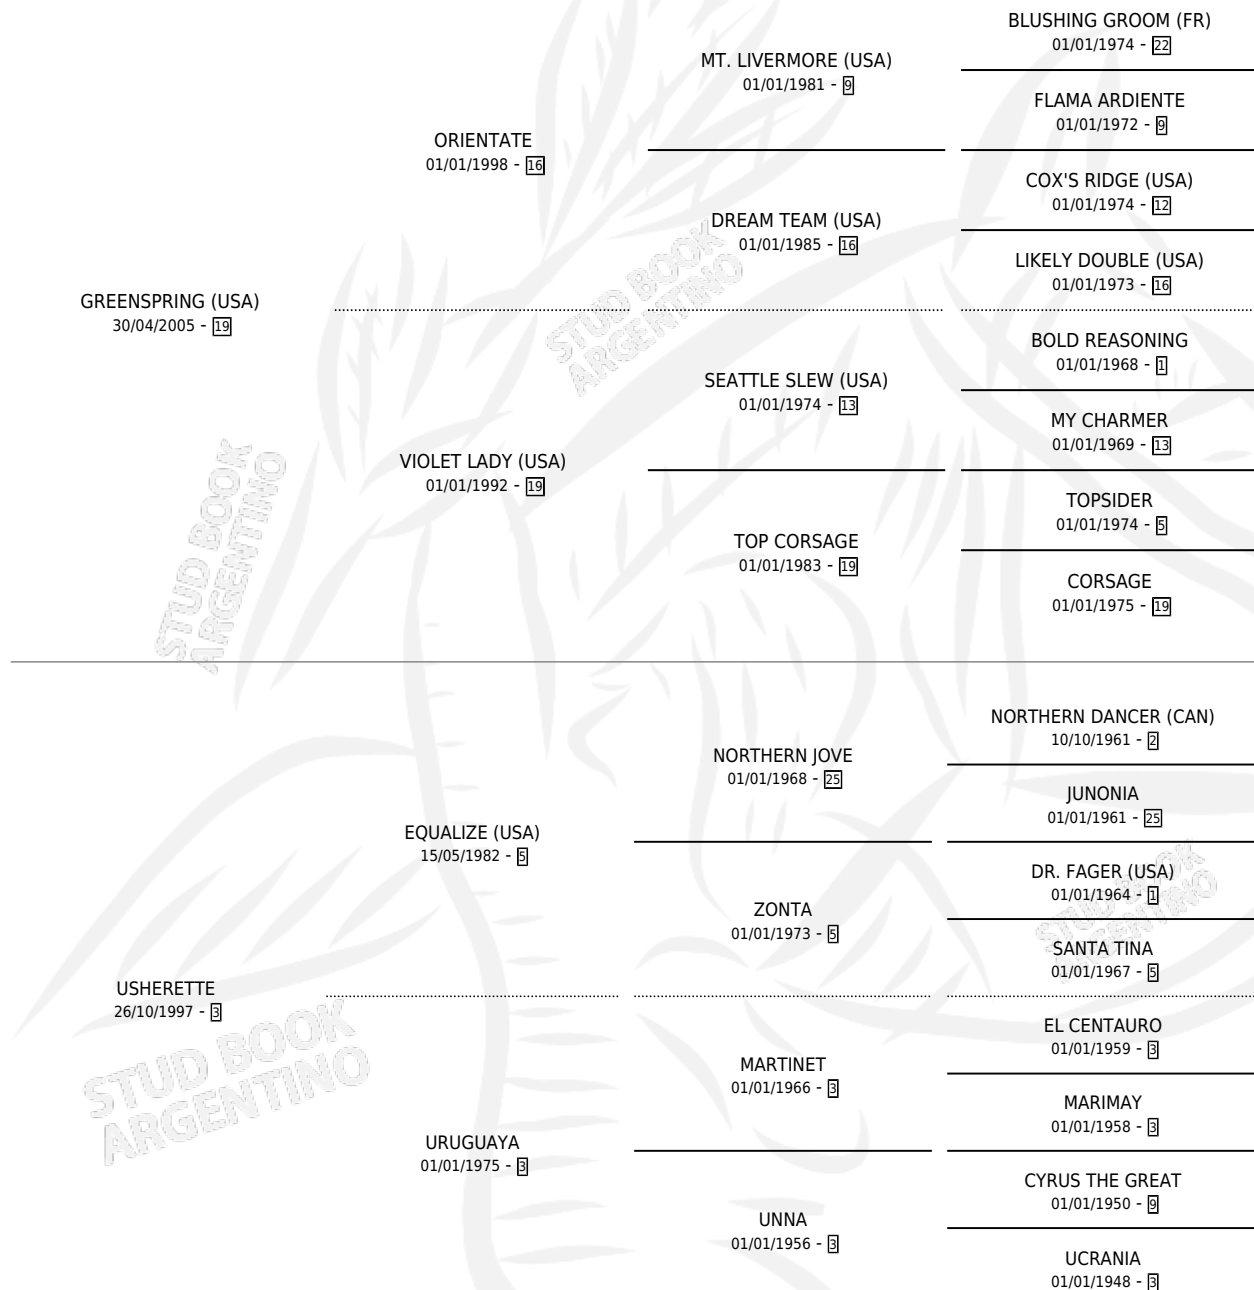 BLUSHING GROOM (FR)
01/01/1974 - 22
MT. LIVERMORE (USA)
01/01/1981 - 9
FLAMA ARDIENTE
01/01/1972 - 9
ORIENTATE
01/01/1998 - 16
COX'S RIDGE (USA)
01/01/1974 - 12
DREAM TEAM (USA)
01/01/1985 - 16
LIKELY DOUBLE (USA)
01/01/1973 - 16
GREENSPRING (USA)
30/04/2005 - 19
STUD BOOK
ARGENTINO
BOLD REASONING
01/01/1968 - 1
SEATTLE SLEW (USA)
01/01/1974 - 13
MY CHARMER
01/01/1969 - 13
VIOLET LADY (USA)
01/01/1992 - 19
TOPSIDER
01/01/1974 - 5
TOP CORSAGE
01/01/1983 - 19
CORSAGE
01/01/1975 - 19
STUD BOOK
ARGENTINO
NORTHERN DANCER (CAN)
10/10/1961 - 2
NORTHERN JOVE
01/01/1968 - 25
JUNONIA
01/01/1961 - 25
EQUALIZE (USA)
15/05/1982 - 5
DR. FAGER (USA)
01/01/1964 - 1
ZONTA
01/01/1973 - 5
SANTA TINA
01/01/1967 - 5
STUD BOOK
ARGENTINO
USHERETTE
26/10/1997 - 3
EL CENTAURO
01/01/1959 - 3
MARTINET
01/01/1966 - 3
MARIMAY
01/01/1958 - 3
STUD BOOK
ARGENTINO
URUGUAYA
01/01/1975 - 3
CYRUS THE GREAT
01/01/1950 - 9
UNNA
01/01/1956 - 3
UCRANIA
01/01/1948 - 3